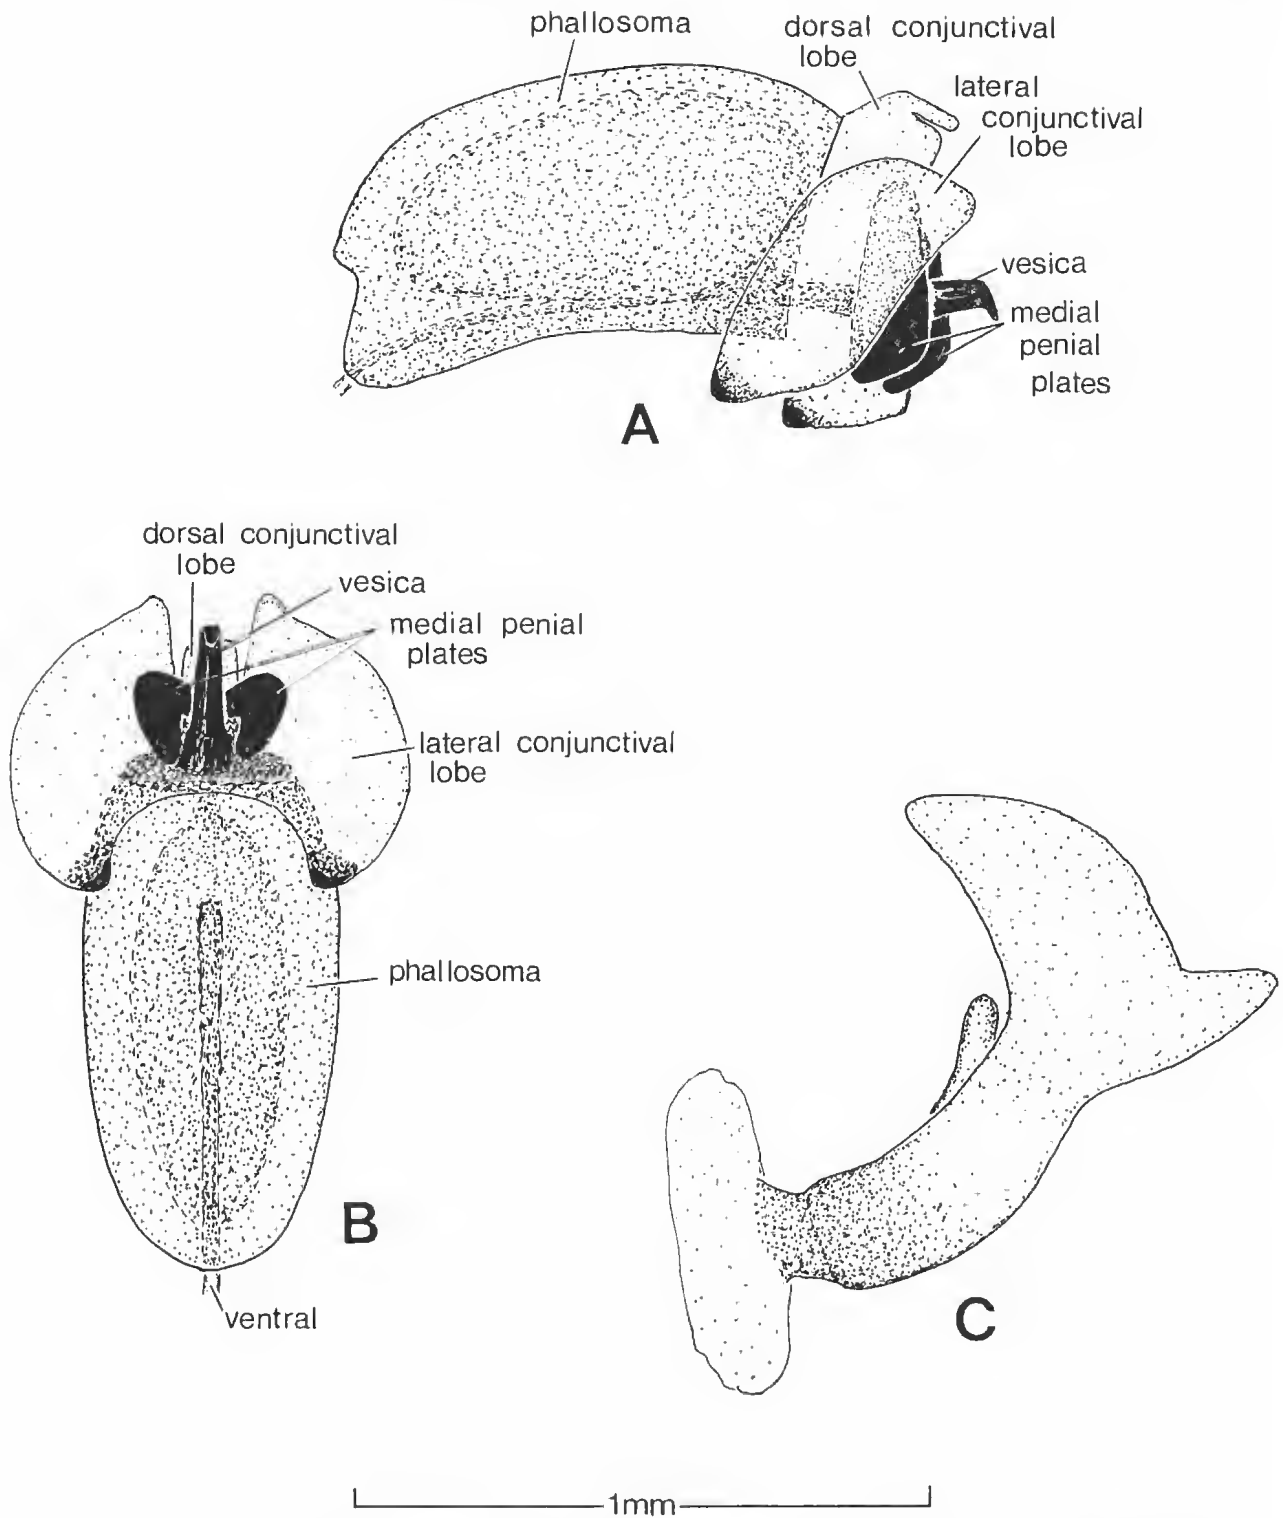 phallosoma
dorsal conjunctival
lobe
lateral
conjunctival
lobe
vesica
medial
penial
plates
A
dorsal conjunctival
lobe
vesica
medial penial
plates
lateral conjunctival
lobe
phallosoma
B
ventral
C
1mm